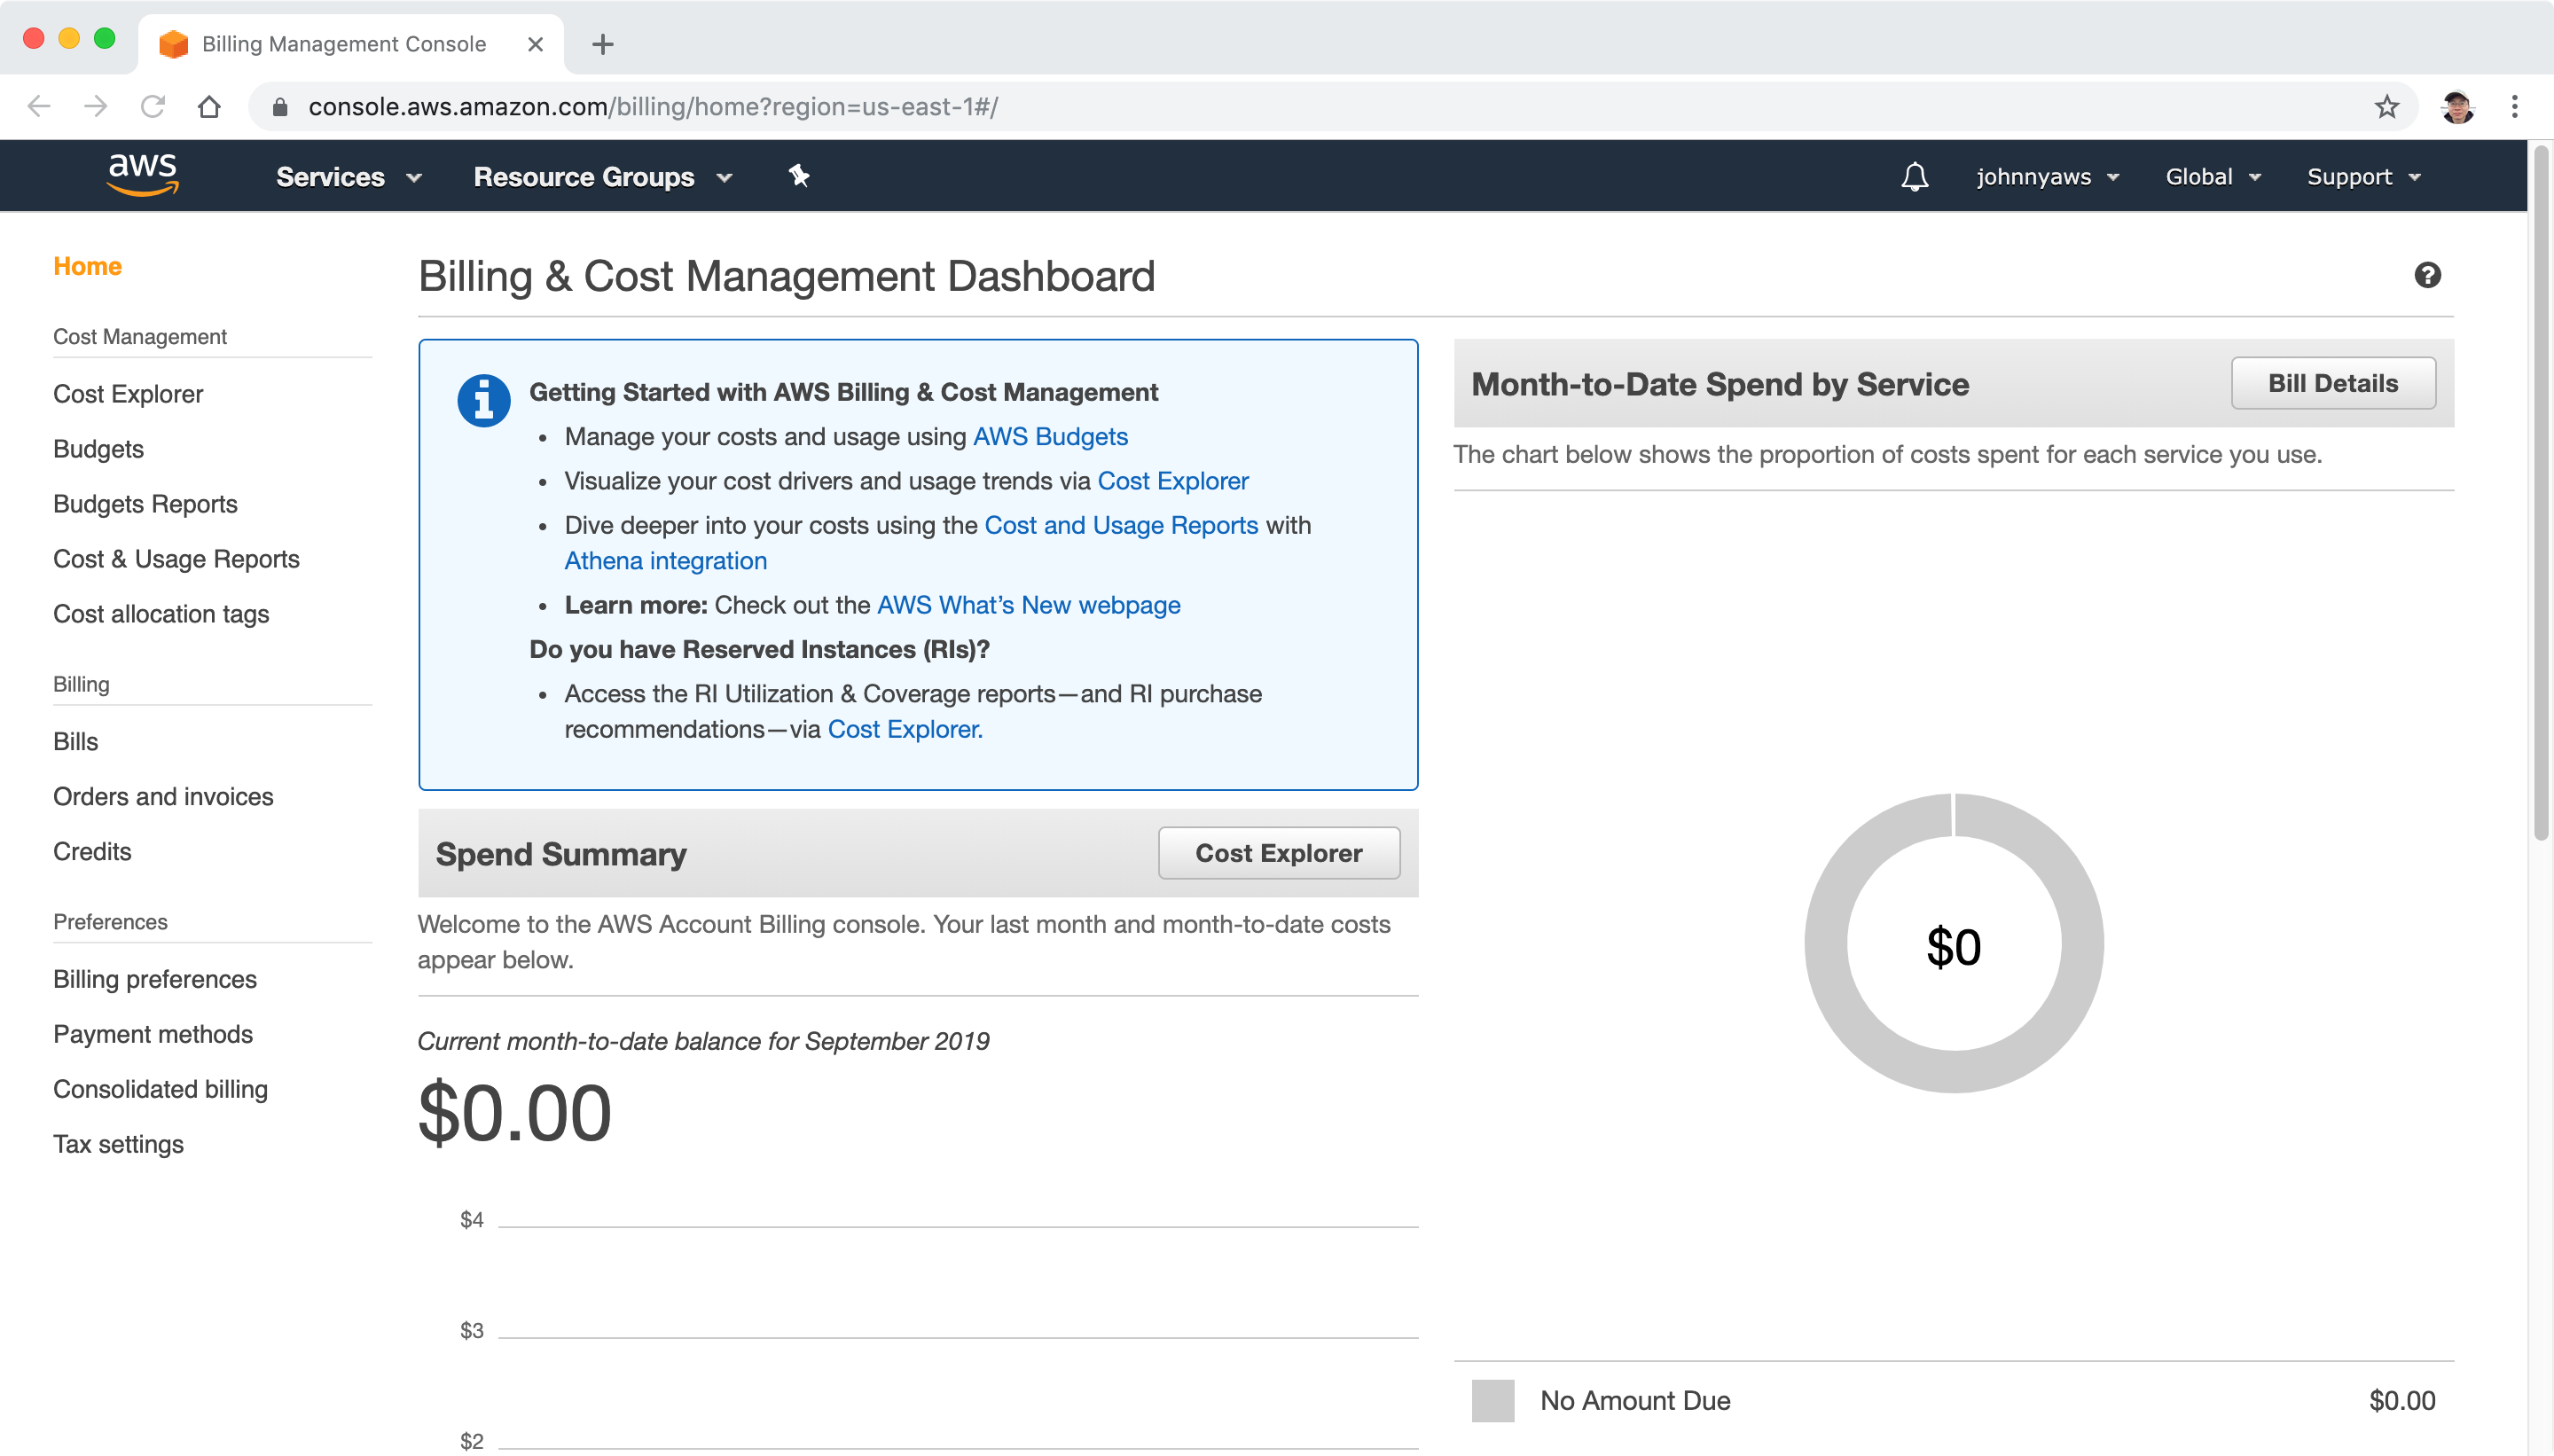 Billing Management Console
console.aws.amazon.com/billing/home?region=us-east-1#/
aws
Services
Resource Groups
johnnyaws
Global
Support
Home
Cost Management
Cost Explorer
Budgets
Budgets Reports
Cost & Usage Reports
Cost allocation tags
Billing
Bills
Orders and invoices
Credits
Preferences
Billing preferences
Payment methods
Consolidated billing
Tax settings
Billing & Cost Management Dashboard
?
i
Getting Started with AWS Billing & Cost Management
• Manage your costs and usage using AWS Budgets
• Visualize your cost drivers and usage trends via Cost Explorer
• Dive deeper into your costs using the Cost and Usage Reports with
Athena integration
• Learn more: Check out the AWS What’s New webpage
Do you have Reserved Instances (RIs)?
• Access the RI Utilization & Coverage reports—and RI purchase
recommendations—via Cost Explorer.
Spend Summary
Cost Explorer
Welcome to the AWS Account Billing console. Your last month and month-to-date costs
appear below.
Current month-to-date balance for September 2019
$0.00
$4
$3
$2
Month-to-Date Spend by Service
Bill Details
The chart below shows the proportion of costs spent for each service you use.
$0
No Amount Due
$0.00